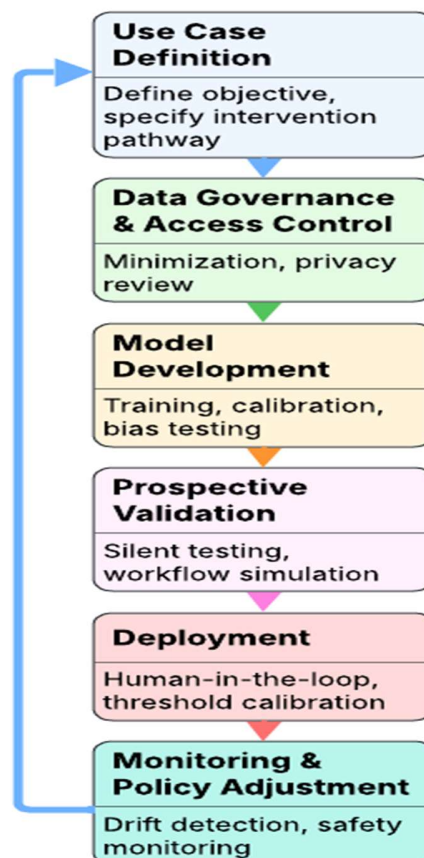 Use Case
Definition
Define objective,
specify intervention
pathway
Data Governance
& Access Control
Minimization, privacy
review
Model
Development
Training, calibration,
bias testing
Prospective
Validation
Silent testing,
workflow simulation
Deployment
Human-in-the-loop,
threshold calibration
Monitoring &
Policy Adjustment
Drift detection, safety
monitoring